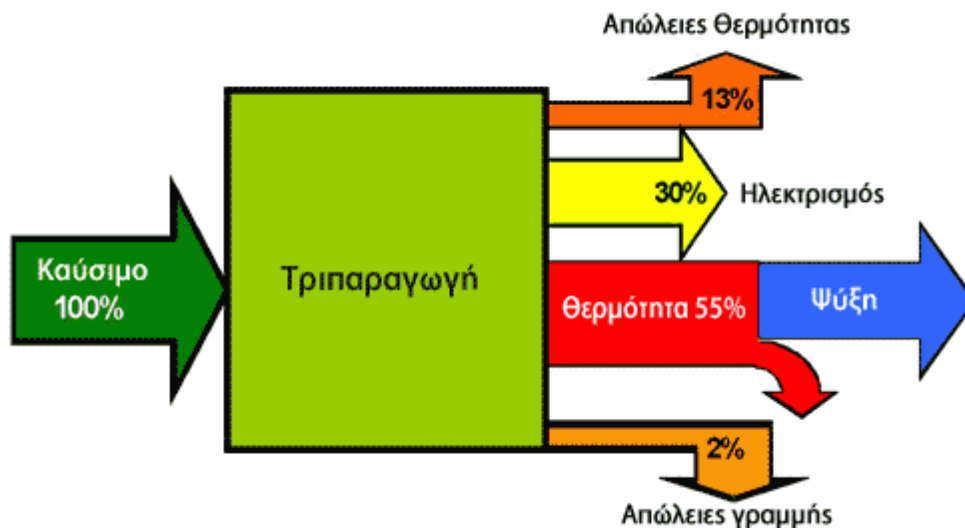 Απώλειες Θερμότητας
13%
30%
Ηλεκτρισμός
Καύσιμο
100%
Τριπαραγωγή
Θερμότητα 55%
Ψύξη
2%
Απώλειες γραμμής